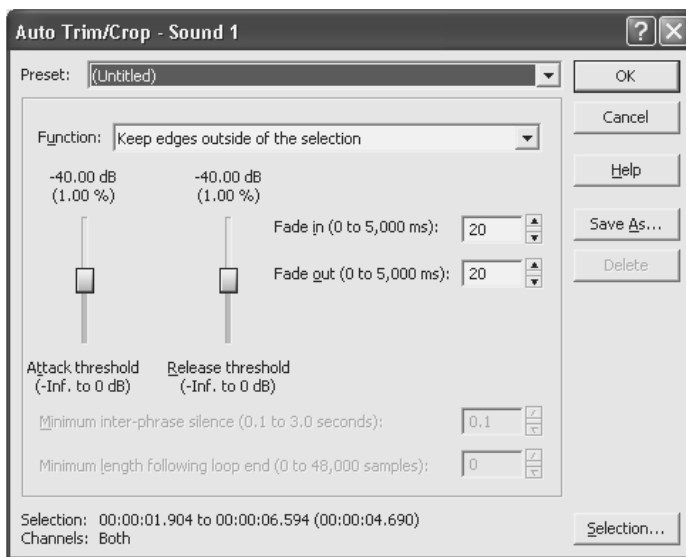 Auto Trim/Crop - Sound 1
Preset: (Untitled)
OK
Cancel
Help
Save As...
Delete
Function: Keep edges outside of the selection
-40.00 dB -40.00 dB
(1.00 %) (1.00 %)
Fade in (0 to 5,000 ms): 20
Fade out (0 to 5,000 ms): 20
Attack threshold Release threshold
(-Inf. to 0 dB) (-Inf. to 0 dB)
Minimum inter-phrase silence (0.1 to 3.0 seconds): 0.1
Minimum length following loop end (0 to 48,000 samples): 0
Selection: 00:00:01.904 to 00:00:06.594 (00:00:04.690)
Channels: Both
Selection...